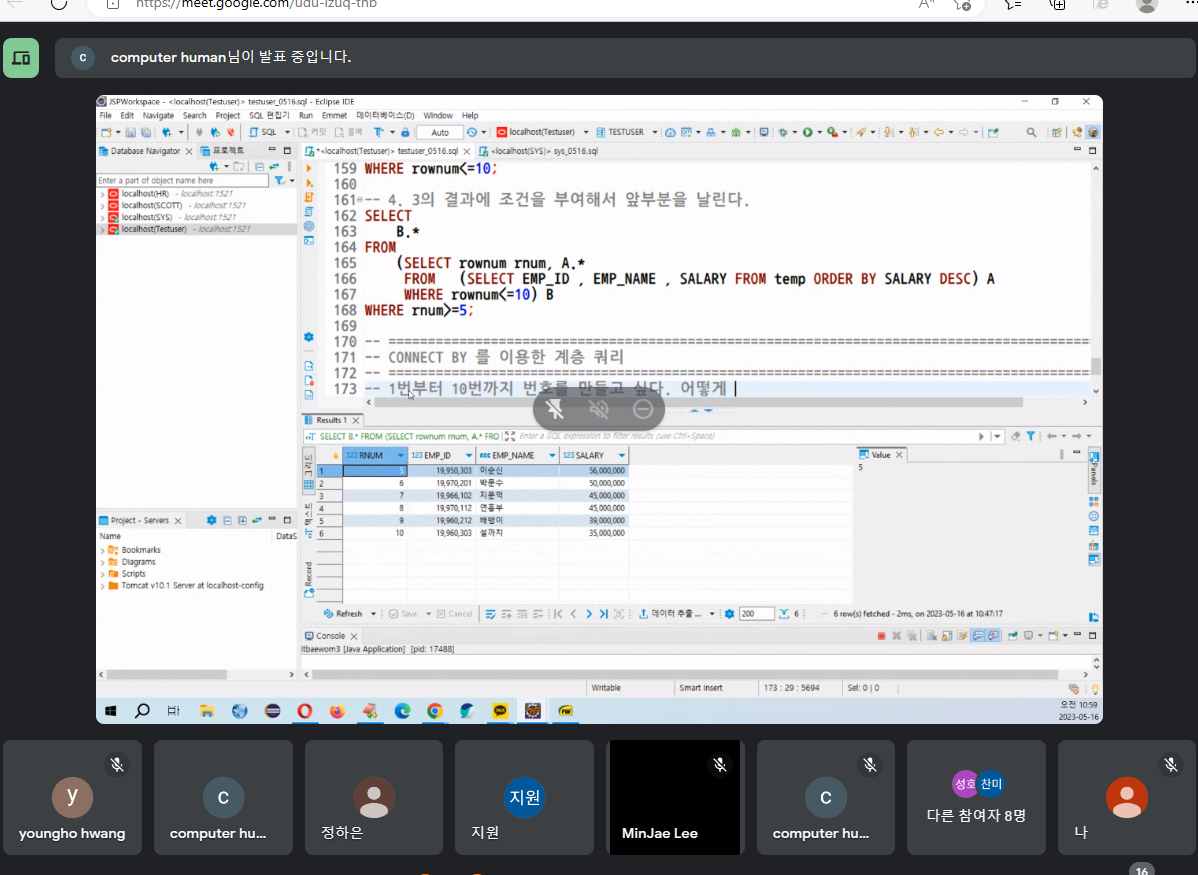 https://meet.google.com/udu-izuq-thb
computer human님이 발표 중입니다.
JSPWorkspace - <localhost(Testuser)> testuser_0516.sql - Eclipse IDE
File Edit Navigate Search Project SQL 편집기 Run Emmet 데이터베이스(D) Window Help
SQL 커밋 롤백 Auto localhost(Testuser) TESTUSER
Database Navigator 프로젝트
*<localhost(Testuser)> testuser_0516.sql <localhost(SYS)> sys_0516.sql
Enter a part of object name here
localhost(HR) - localhost:1521
localhost(SCOTT) - localhost:1521
localhost(SYS) - localhost:1521
localhost(Testuser) - localhost:1521
159 WHERE rownum<=10;
160
161 -- 4. 3의 결과에 조건을 부여해서 앞부분을 날린다.
162 SELECT
163 B.*
164 FROM
165 (SELECT rownum rnum, A.*
166 FROM (SELECT EMP_ID , EMP_NAME , SALARY FROM temp ORDER BY SALARY DESC) A
167 WHERE rownum<=10) B
168 WHERE rnum>=5;
169
170 -- ============================================================================================
171 -- CONNECT BY 를 이용한 계층 쿼리
172 -- ============================================================================================
173 -- 1번부터 10번까지 번호를 만들고 싶다. 어떻게
Results 1
SELECT B.* FROM (SELECT rownum rnum, A.* FRO Enter a SQL expression to filter results (use Ctrl+Space)
123 RNUM 123 EMP_ID ABC EMP_NAME 123 SALARY
1 5 19,950,303 이순신 56,000,000
2 6 19,970,201 박문수 50,000,000
3 7 19,966,102 지문덕 45,000,000
4 8 19,970,112 연흥부 45,000,000
5 9 19,960,212 배뱅이 39,000,000
6 10 19,960,303 설까치 35,000,000
Value
5
Panels
Record
Refresh Save Cancel 데이터 추출 ... 200 6 6 row(s) fetched - 2ms, on 2023-05-16 at 10:47:17
Project - Servers
Name DataS
Bookmarks
Diagrams
Scripts
Tomcat v10.1 Server at localhost-config
Console
ltbaewom3 [Java Application] [pid: 17488]
Writable Smart Insert 173 : 29 : 5694 Sel: 0 | 0
오전 10:59
2023-05-16
y
youngho hwang
c
computer hu...
정하은
지원
지원
MinJae Lee
c
computer hu...
성호 찬미
다른 참여자 8명
나
16